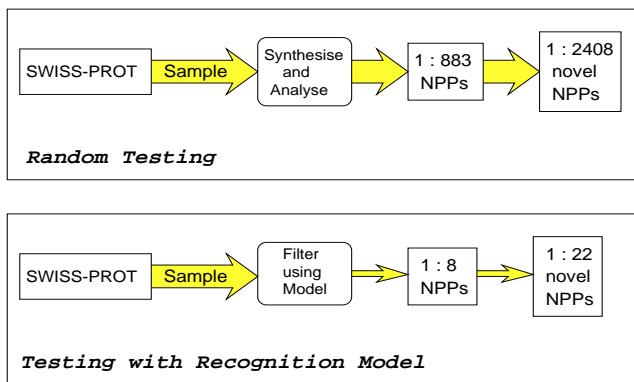 SWISS-PROT
Sample
Synthesise
and
Analyse
1 : 883
NPPs
1 : 2408
novel
NPPs
Random Testing
SWISS-PROT
Sample
Filter
using
Model
1 : 8
NPPs
1 : 22
novel
NPPs
Testing with Recognition Model